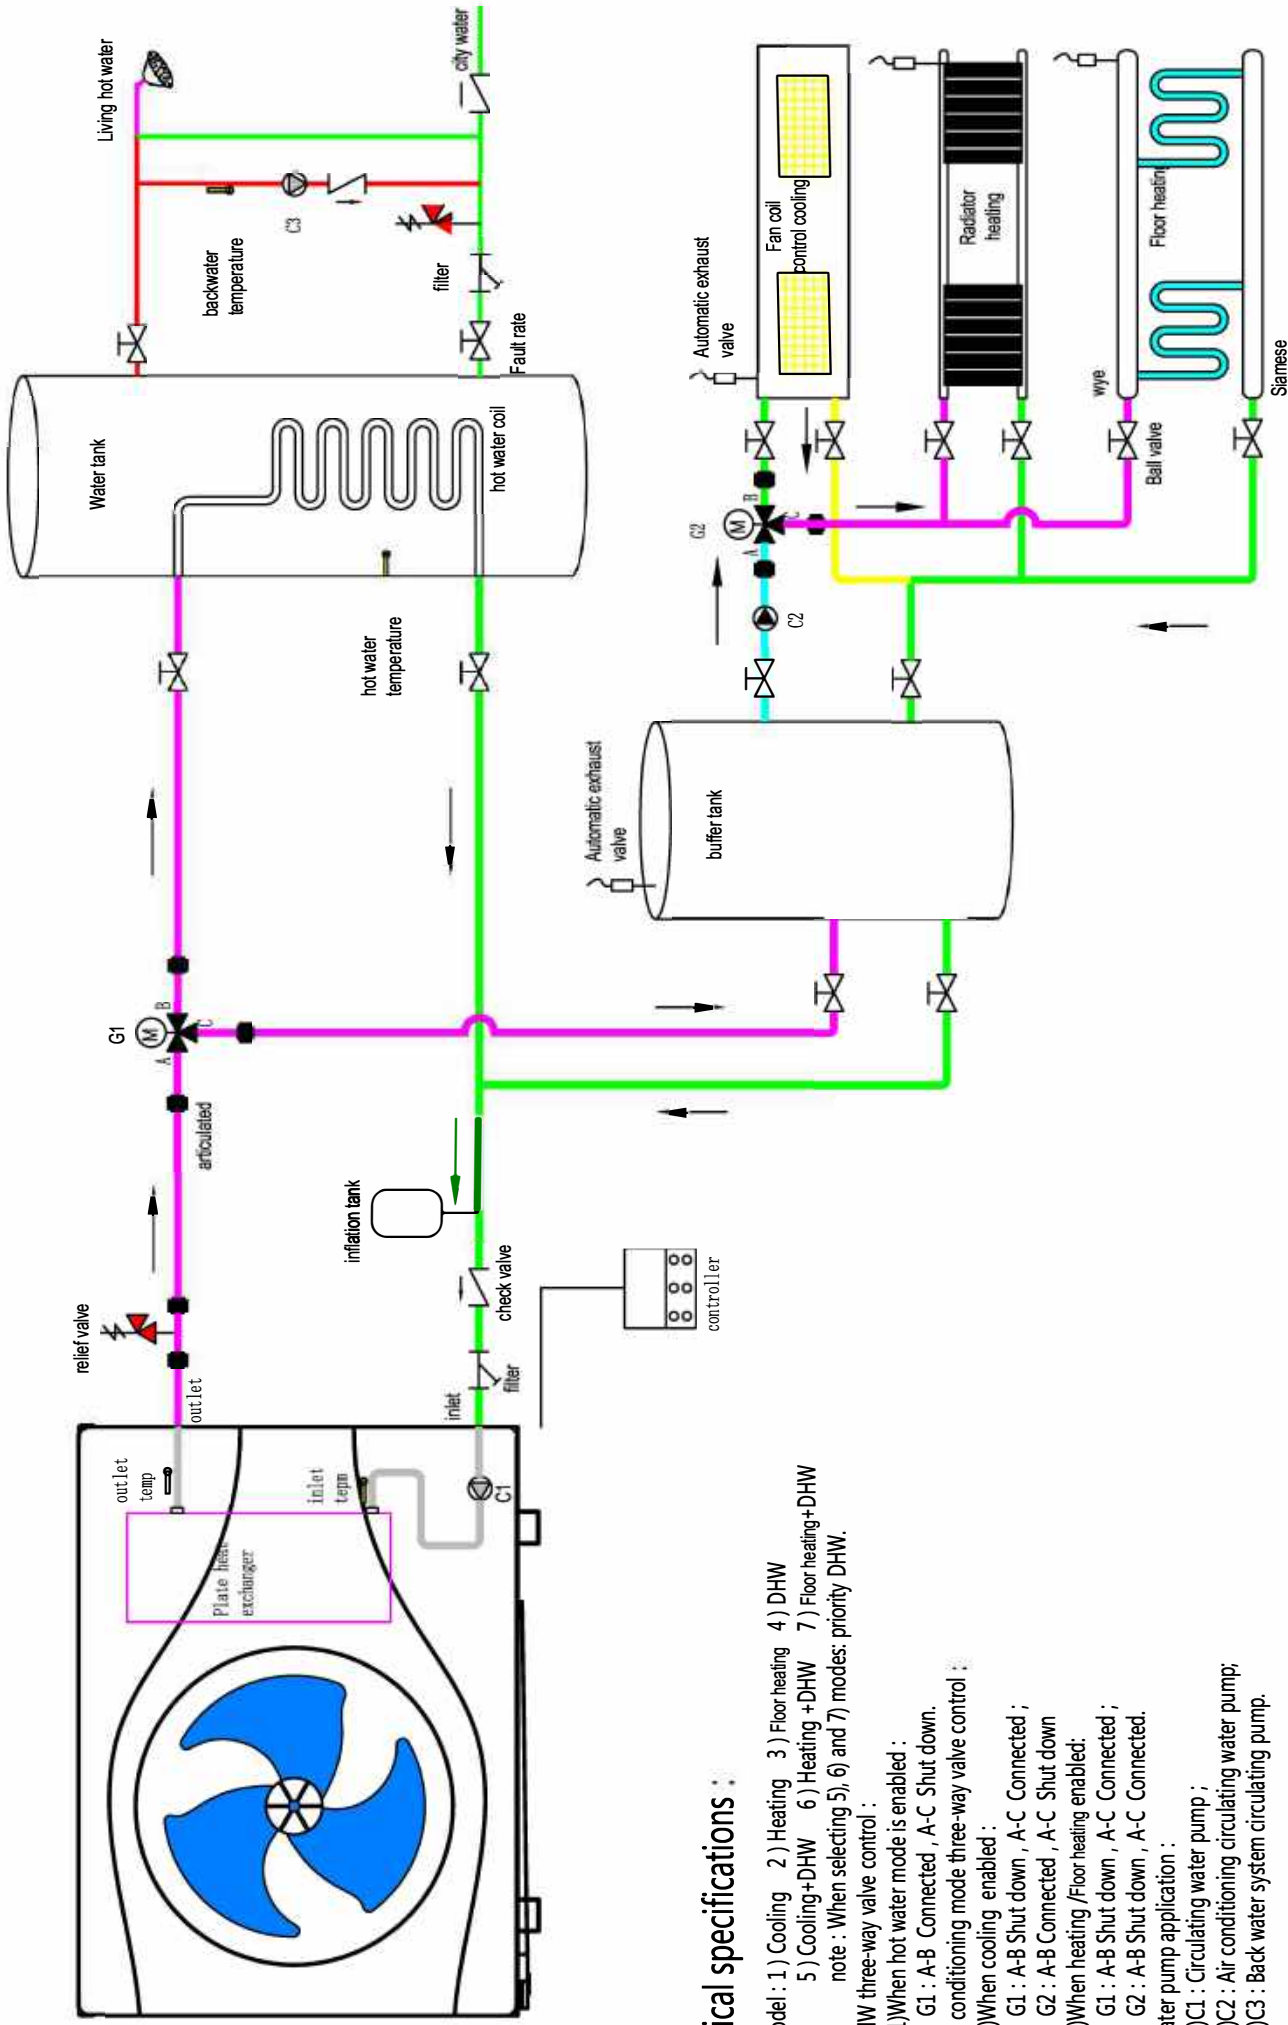 Living hot water
city water
C3
backwater
temperature
filter
Fault rate
Water tank
hot water coil
hot water
temperature
Automatic exhaust
valve
Fan coil
control cooling
Radiator
heating
Floor heating
wye
Siamese
Ball valve
G2
M
A
B
C
C2
Automatic exhaust
valve
buffer tank
G1
M
A
B
C
articulated
inflation tank
relief valve
check valve
outlet
inlet
filter
controller
outlet
temp
inlet
tepm
C1
Plate heat
exchanger
ical specifications :
odel : 1 ) Cooling 2 ) Heating 3 ) Floor heating 4 ) DHW
5 ) Cooling+DHW 6 ) Heating +DHW 7 ) Floor heating+DHW
note : When selecting 5), 6) and 7) modes: priority DHW.
HW three-way valve control :
)When hot water mode is enabled :
G1 : A-B Connected , A-C Shut down.
conditioning mode three-way valve control :
)When cooling enabled :
G1 : A-B Shut down , A-C Connected ;
G2 : A-B Connected , A-C Shut down
)When heating /Floor heating enabled:
G1 : A-B Shut down , A-C Connected ;
G2 : A-B Shut down , A-C Connected.
ater pump application :
)C1 : Circulating water pump ;
)C2 : Air conditioning circulating water pump;
)C3 : Back water system circulating pump.